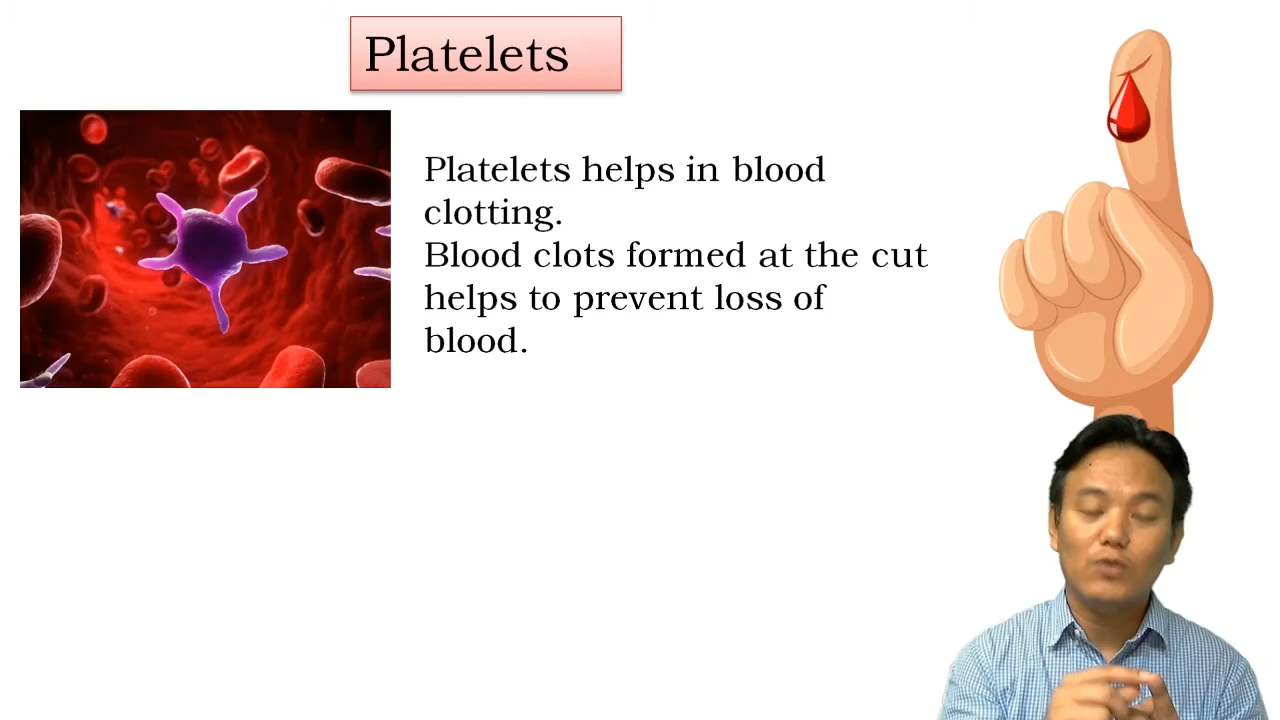 Platelets
Platelets helps in blood
clotting.
Blood clots formed at the cut
helps to prevent loss of
blood.